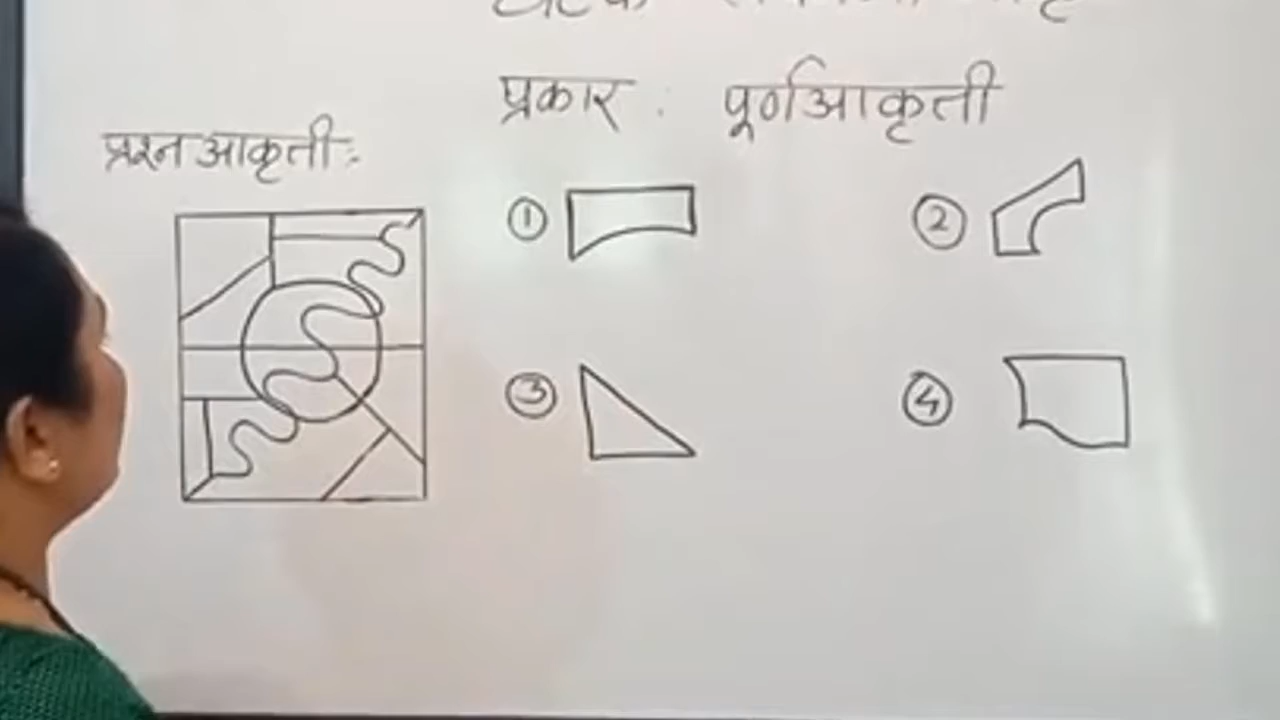 प्रकार : पूर्णआकृती
प्रश्न आकृती :
①
②
③
④